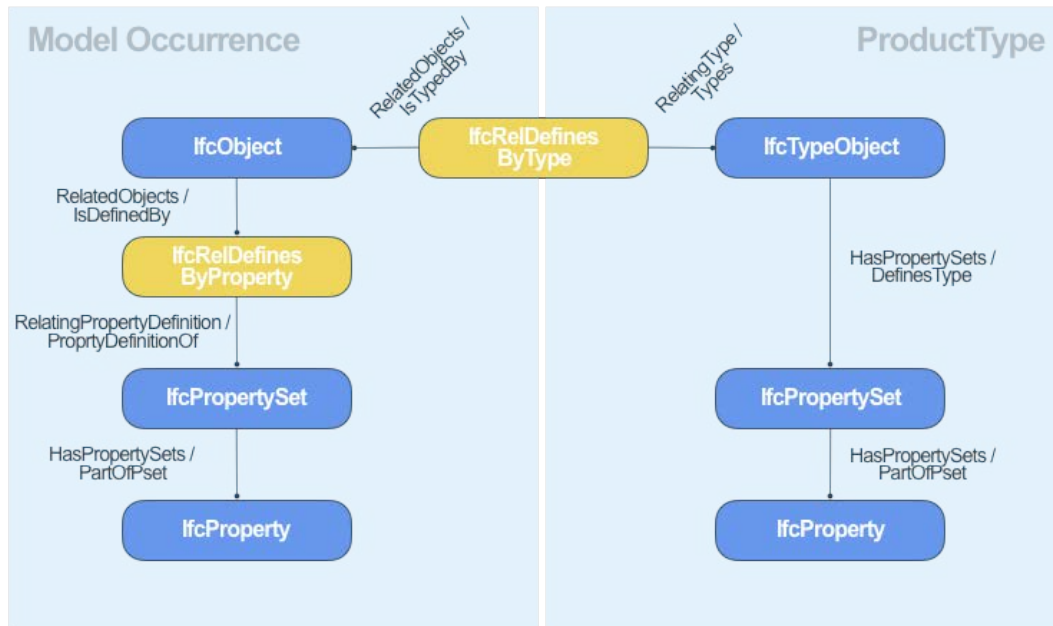 Model Occurrence
ProductType
RelatedObjects /
IsTypedBy
RelatingType /
Types
IfcObject
IfcRelDefines
ByType
IfcTypeObject
RelatedObjects /
IsDefinedBy
IfcRelDefines
ByProperty
HasPropertySets /
DefinesType
RelatingPropertyDefinition /
ProprtyDefinitionOf
IfcPropertySet
IfcPropertySet
HasPropertySets /
PartOfPset
HasPropertySets /
PartOfPset
IfcProperty
IfcProperty